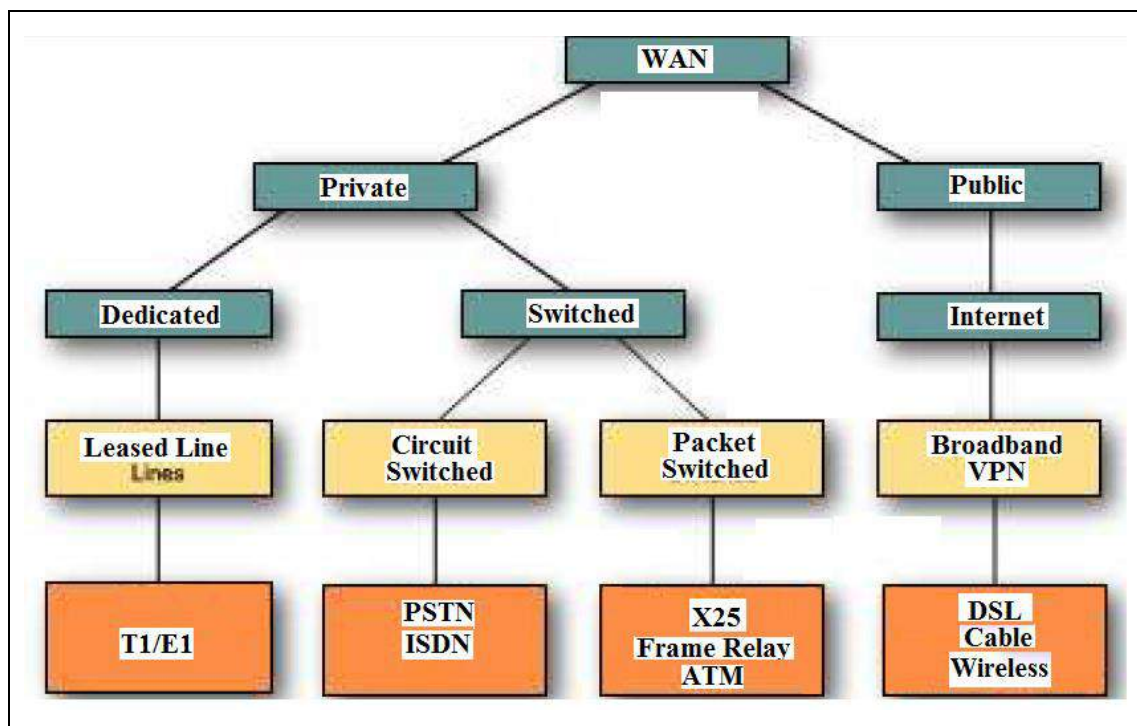 WAN
Private
Public
Dedicated
Switched
Internet
Leased Line
Lines
Circuit
Switched
Packet
Switched
Broadband
VPN
T1/E1
PSTN
ISDN
X25
Frame Relay
ATM
DSL
Cable
Wireless